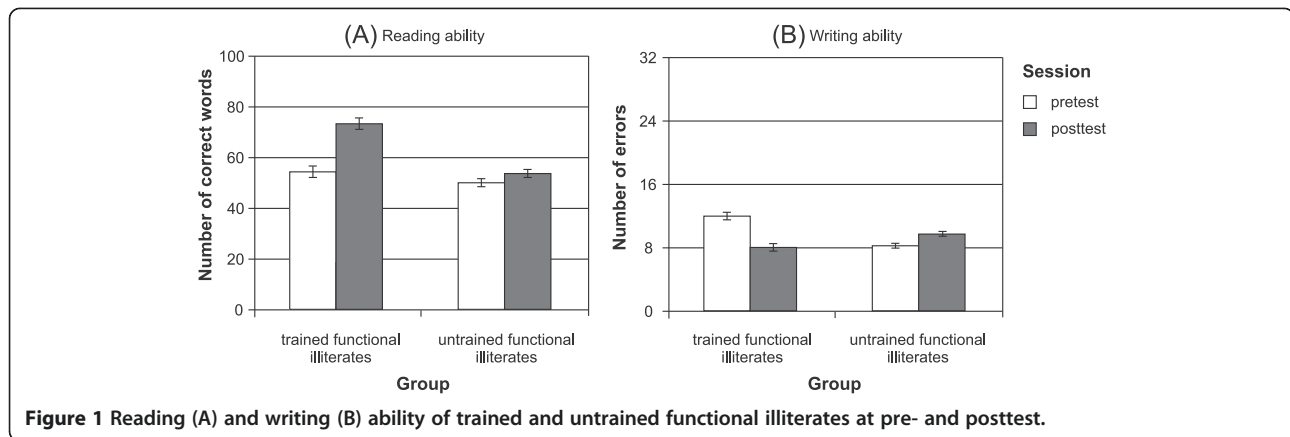 (A) Reading ability
100
80
60
40
20
0
Number of correct words
trained functional
illiterates
untrained functional
illiterates
Group
(B) Writing ability
32
24
16
8
0
Number of errors
trained functional
illiterates
untrained functional
illiterates
Group
Session
pretest
posttest
Figure 1 Reading (A) and writing (B) ability of trained and untrained functional illiterates at pre- and posttest.